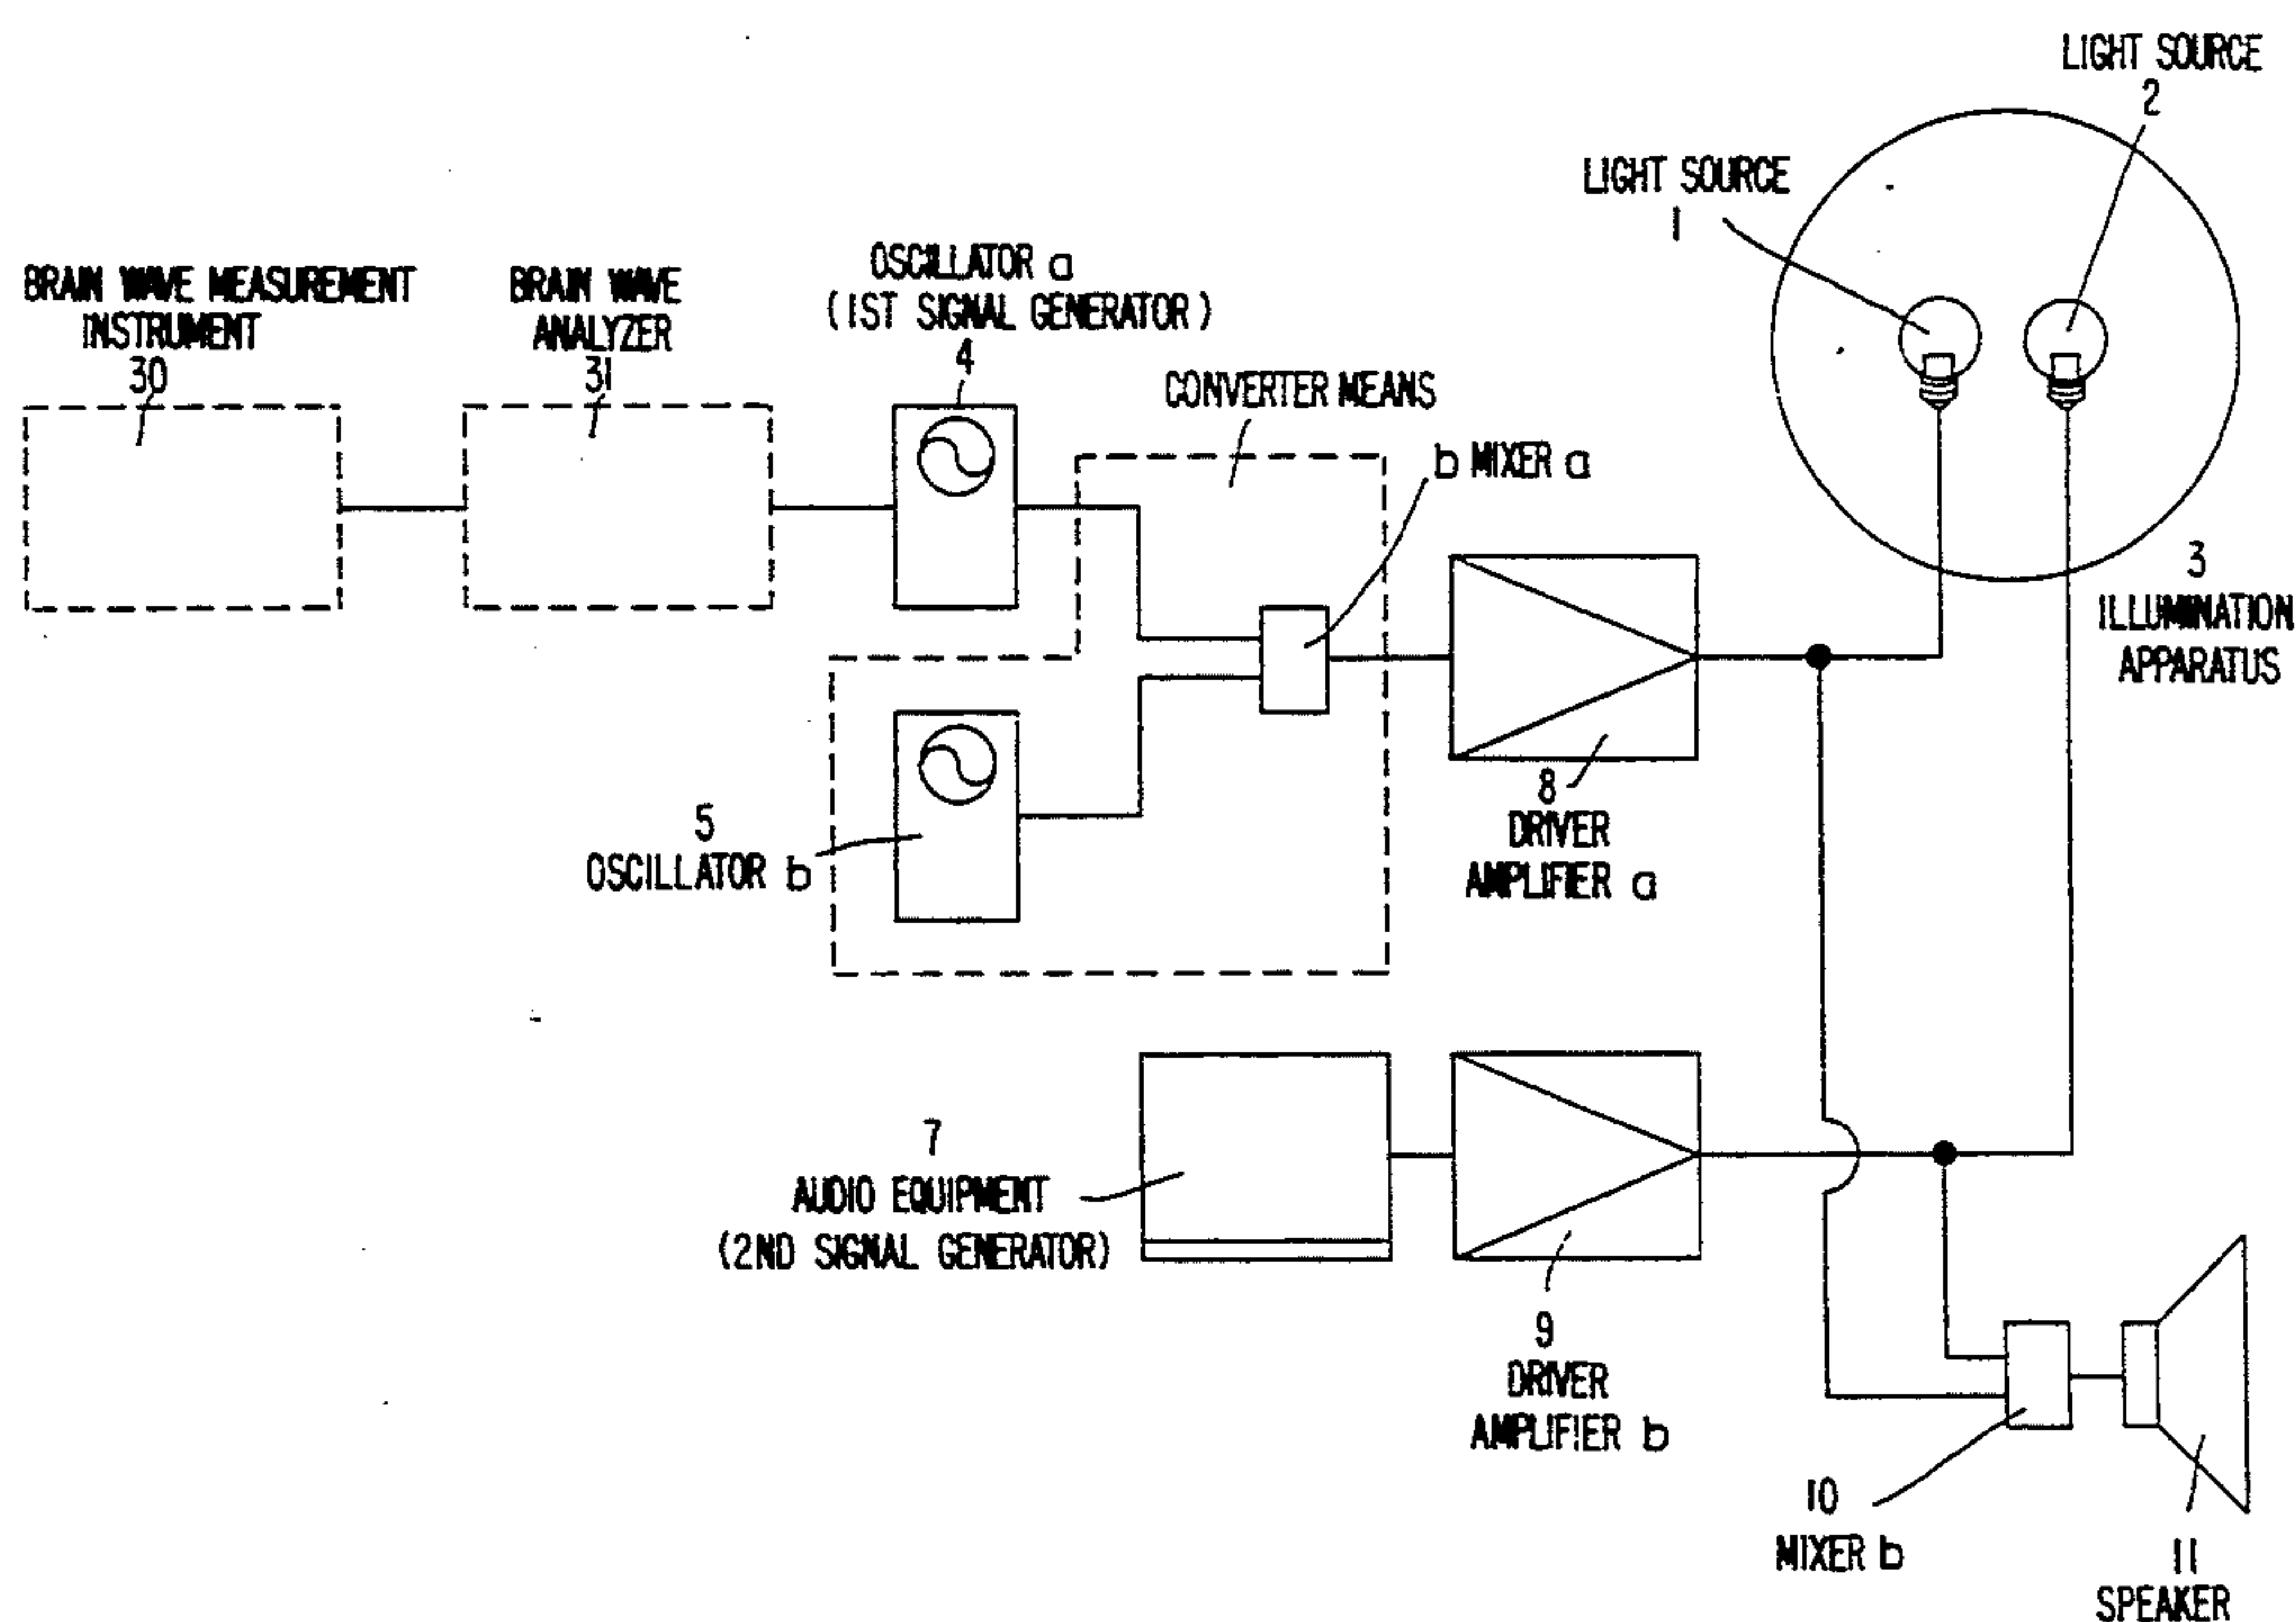 LIGHT SOURCE
2
LIGHT SOURCE
1
OSCILLATOR a
(1ST SIGNAL GENERATOR)
4
BRAIN WAVE MEASUREMENT
INSTRUMENT
30
BRAIN WAVE
ANALYZER
31
CONVERTER MEANS
b MIXER a
3
ILLUMINATION
APPARATUS
8
DRIVER
AMPLIFIER a
5
OSCILLATOR b
7
AUDIO EQUIPMENT
(2ND SIGNAL GENERATOR)
9
DRIVER
AMPLIFIER b
10
MIXER b
11
SPEAKER